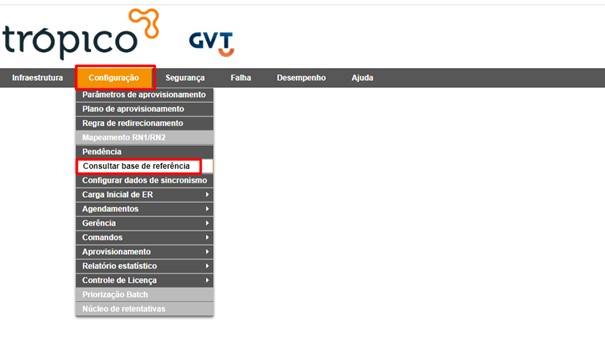 trópico
GVT
Infraestrutura Configuração Segurança Falha Desempenho Ajuda
Parâmetros de aprovisionamento
Plano de aprovisionamento
Regra de redirecionamento
Mapeamento RN1/RN2
Pendência
Consultar base de referência
Configurar dados de sincronismo
Carga Inicial de ER
Agendamentos
Gerência
Comandos
Aprovisionamento
Relatório estatístico
Controle de Licença
Priorização Batch
Núcleo de retentativas